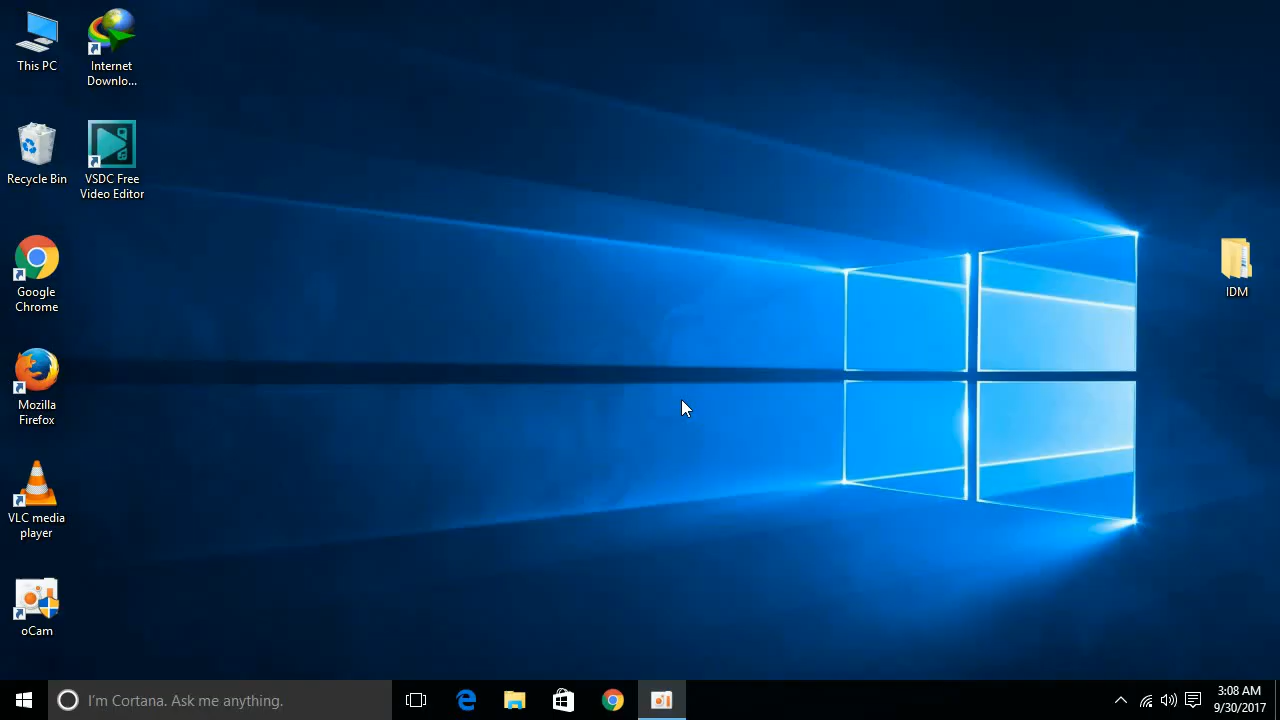 This PC
Internet
Downlo...
Recycle Bin
VSDC Free
Video Editor
Google
Chrome
IDM
Mozilla
Firefox
VLC media
player
oCam
I'm Cortana. Ask me anything.
3:08 AM
9/30/2017